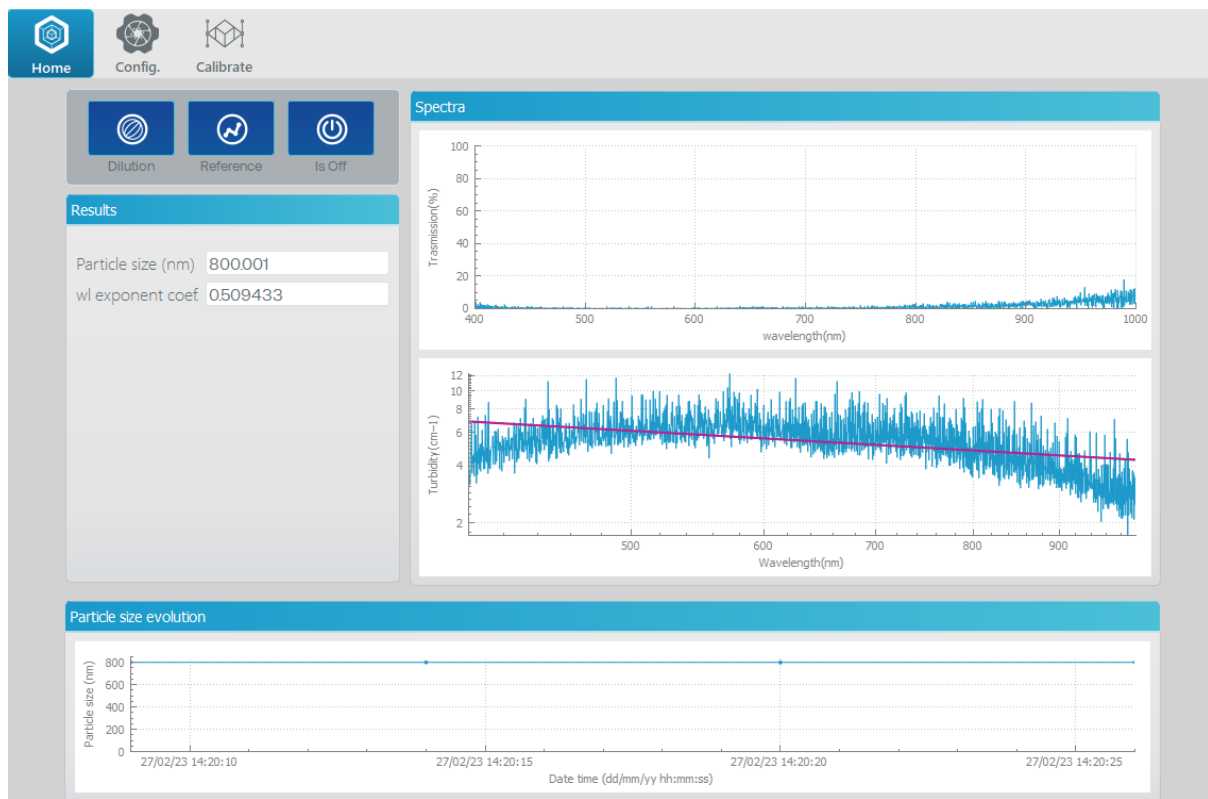 Home
Config.
Calibrate
Dilution
Reference
Is Off
Results
Particle size (nm) 800.001
wl exponent coef 0.509433
Spectra
100
80
60
40
20
0
Trasmission(%)
400 500 600 700 800 900 1000
wavelength(nm)
12
10
8
6
4
2
Turbidity(cm-1)
500 600 700 800 900
Wavelength(nm)
Particle size evolution
800
600
400
200
0
Particle size (nm)
27/02/23 14:20:10 27/02/23 14:20:15 27/02/23 14:20:20 27/02/23 14:20:25
Date time (dd/mm/yy hh:mm:ss)